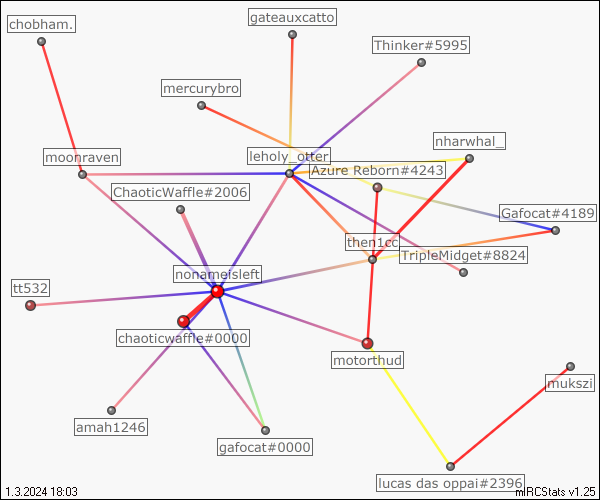 gateauxcatto
chobham.
Thinker#5995
mercurybro
nharwhal_
moonraven
leholy_otter
Azure Reborn#4243
ChaoticWaffle#2006
Gafocat#4189
then1cc
TripleMidget#8824
nonameisleft
tt532
chaoticwaffle#0000
motorthud
mukszi
amah1246
gafocat#0000
lucas das oppai#2396
1.3.2024 18:03
mIRCStats v1.25